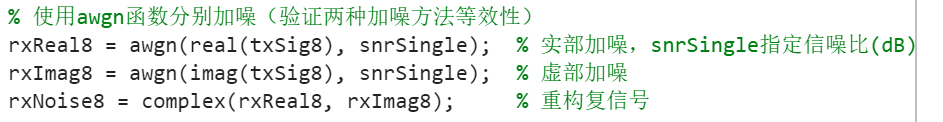 % 使用awgn函数分别加噪（验证两种加噪方法等效性）
rxReal8 = awgn(real(txSig8), snrSingle);  % 实部加噪，snrSingle指定信噪比(dB)
rxImag8 = awgn(imag(txSig8), snrSingle);  % 虚部加噪
rxNoise8 = complex(rxReal8, rxImag8);     % 重构复信号